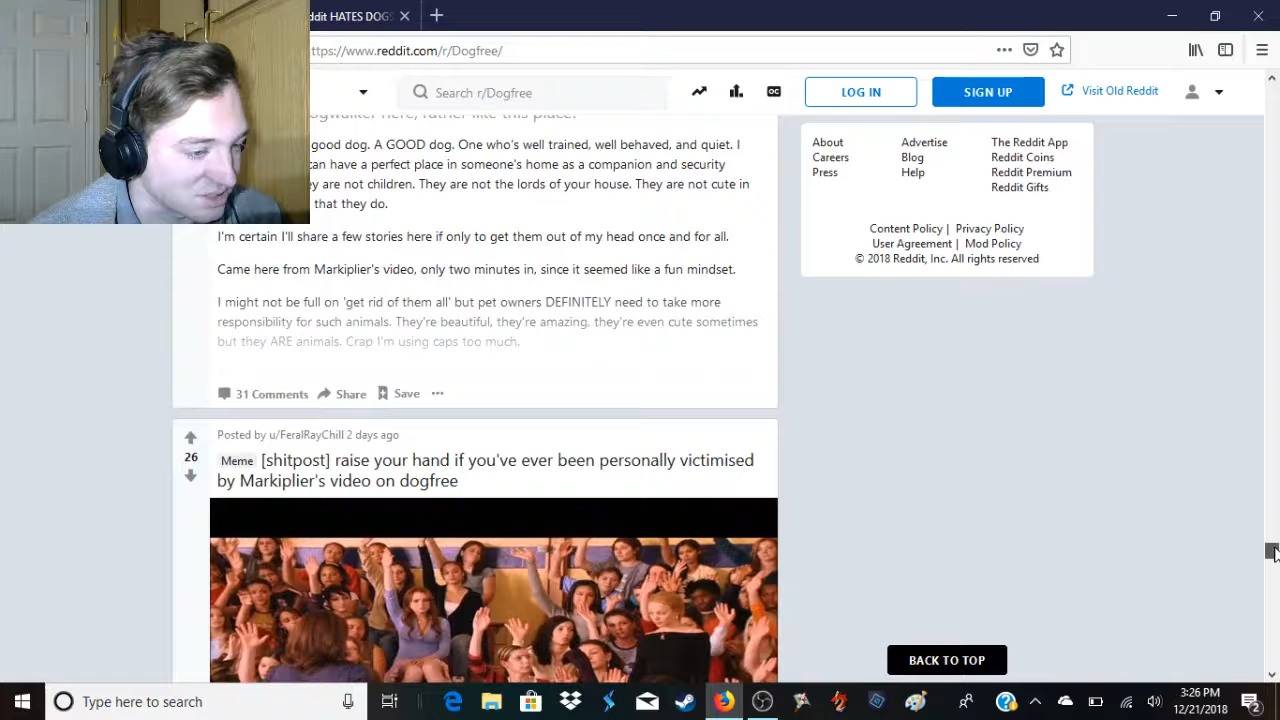 ddit HATES DOGS
ttps://www.reddit.com/r/Dogfree/
Search r/Dogfree
LOG IN
SIGN UP
Visit Old Reddit
ogwalker here, rather like this place?
good dog. A GOOD dog. One who's well trained, well behaved, and quiet. I
can have a perfect place in someone's home as a companion and security
ey are not children. They are not the lords of your house. They are not cute in
that they do.
I'm certain I'll share a few stories here if only to get them out of my head once and for all.
Came here from Markiplier's video, only two minutes in, since it seemed like a fun mindset.
I might not be full on 'get rid of them all' but pet owners DEFINITELY need to take more
responsibility for such animals. They're beautiful, they're amazing, they're even cute sometimes
but they ARE animals. Crap I'm using caps too much.
31 Comments Share Save
Posted by u/FeralRayChill 2 days ago
26
Meme [shitpost] raise your hand if you've ever been personally victimised
by Markiplier's video on dogfree
About Advertise The Reddit App
Careers Blog Reddit Coins
Press Help Reddit Premium
Reddit Gifts
Content Policy | Privacy Policy
User Agreement | Mod Policy
© 2018 Reddit, Inc. All rights reserved
BACK TO TOP
Type here to search
3:26 PM
12/21/2018
2